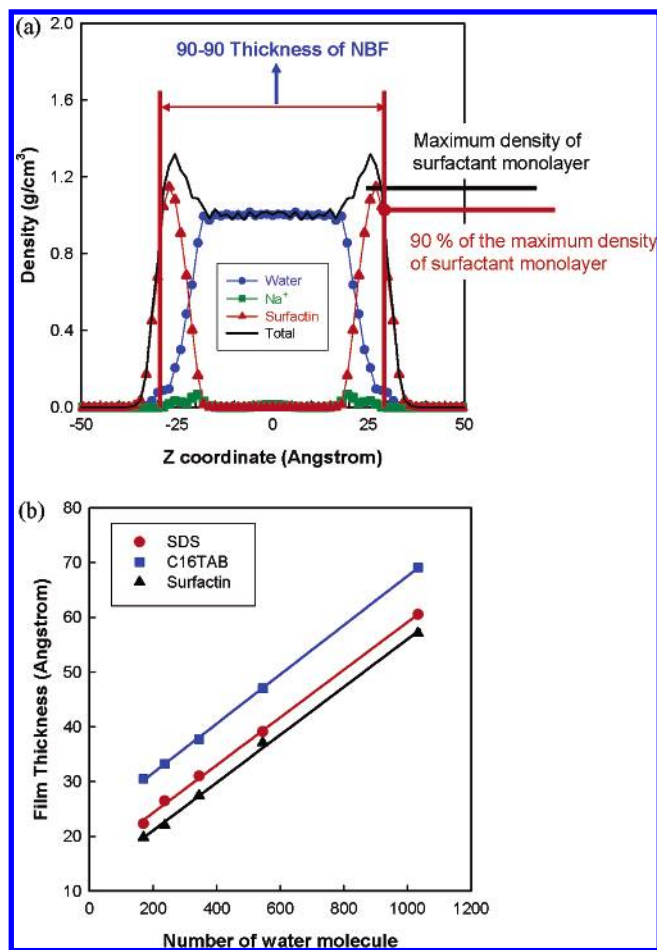 (a)
90-90 Thickness of NBF
2.0
1.6
1.2
0.8
0.4
0.0
Density (g/cm³)
Maximum density of
surfactant monolayer
90 % of the maximum density
of surfactant monolayer
Water
Na⁺
Surfactin
Total
-50 -25 0 25 50
Z coordinate (Angstrom)
(b)
80
70
60
50
40
30
20
10
Film Thickness (Angstrom)
SDS
C16TAB
Surfactin
0 200 400 600 800 1000 1200
Number of water molecule